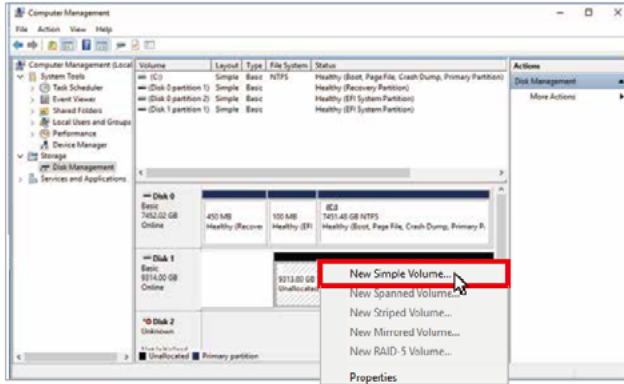 Computer Management
File Action View Help
Computer Management (Local
System Tools
Task Scheduler
Event Viewer
Shared Folders
Local Users and Groups
Performance
Device Manager
Storage
Disk Management
Services and Applications
Volume Layout Type File System Status
(C:) Simple Basic NTFS Healthy (Boot, Page File, Crash Dump, Primary Partition)
(Disk 0 partition 1) Simple Basic Healthy (Recovery Partition)
(Disk 0 partition 2) Simple Basic Healthy (EFI System Partition)
(Disk 1 partition 1) Simple Basic Healthy (EFI System Partition)
Actions
Disk Management
More Actions
Disk 0
Basic
7452.02 GB
Online
450 MB
Healthy (Recove
100 MB
Healthy (EFI
(C:)
7451.48 GB NTFS
Healthy (Boot, Page File, Crash Dump, Primary P
Disk 1
Basic
9314.00 GB
Online
9313.80 GB
Unallocated
Disk 2
Unknown
Unallocated Primary partition
New Simple Volume...
New Spanned Volume...
New Striped Volume...
New Mirrored Volume...
New RAID-5 Volume...
Properties